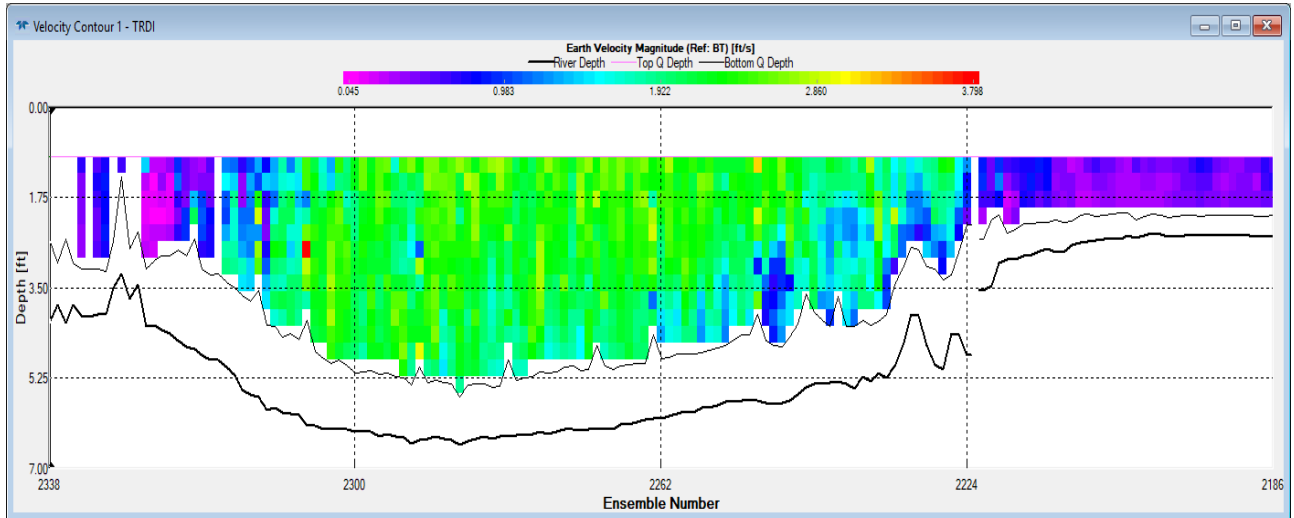 Velocity Contour 1 - TRDI
Earth Velocity Magnitude (Ref: BT) [ft/s]
River Depth Top Q Depth Bottom Q Depth
0.045 0.983 1.922 2.860 3.798
0.00
1.75
3.50
5.25
7.00
Depth [ft]
2338 2300 2262 2224 2186
Ensemble Number